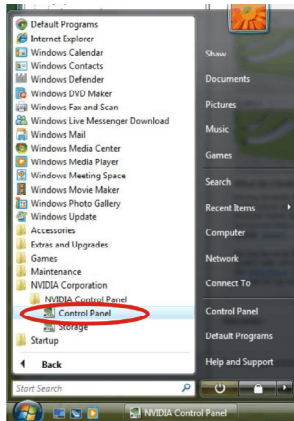 Default Programs
Internet Explorer
Windows Calendar
Windows Contacts
Windows Defender
Windows DVD Maker
Windows Fax and Scan
Windows Live Messenger Download
Windows Mail
Windows Media Center
Windows Media Player
Windows Meeting Space
Windows Movie Maker
Windows Photo Gallery
Windows Update
Accessories
Extras and Upgrades
Games
Maintenance
NVIDIA Corporation
NVIDIA Control Panel
Control Panel
Storage
Startup
Back
Start Search
Shaw
Documents
Pictures
Music
Games
Search
Recent Items
Computer
Network
Connect To
Control Panel
Default Programs
Help and Support
NVIDIA Control Panel